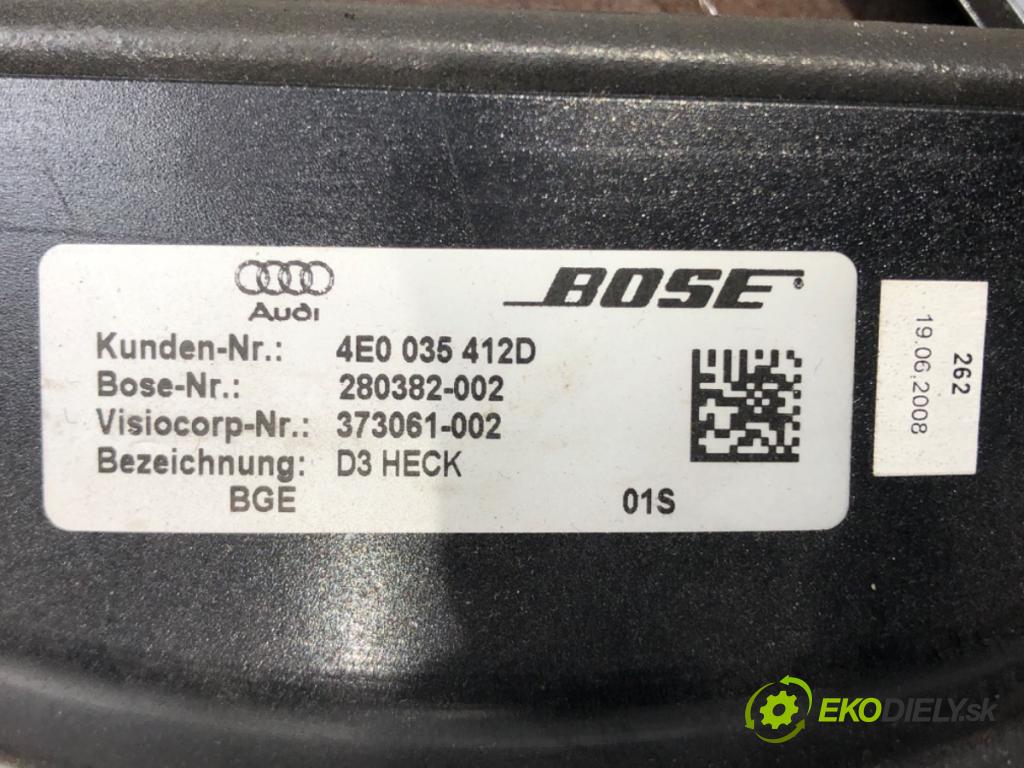 Audi
BOSE
Kunden-Nr.: 4E0 035 412D
Bose-Nr.: 280382-002
Visiocorp-Nr.: 373061-002
Bezeichnung: D3 HECK
BGE 01S
262
19.06.2008
EKODIELY.sk